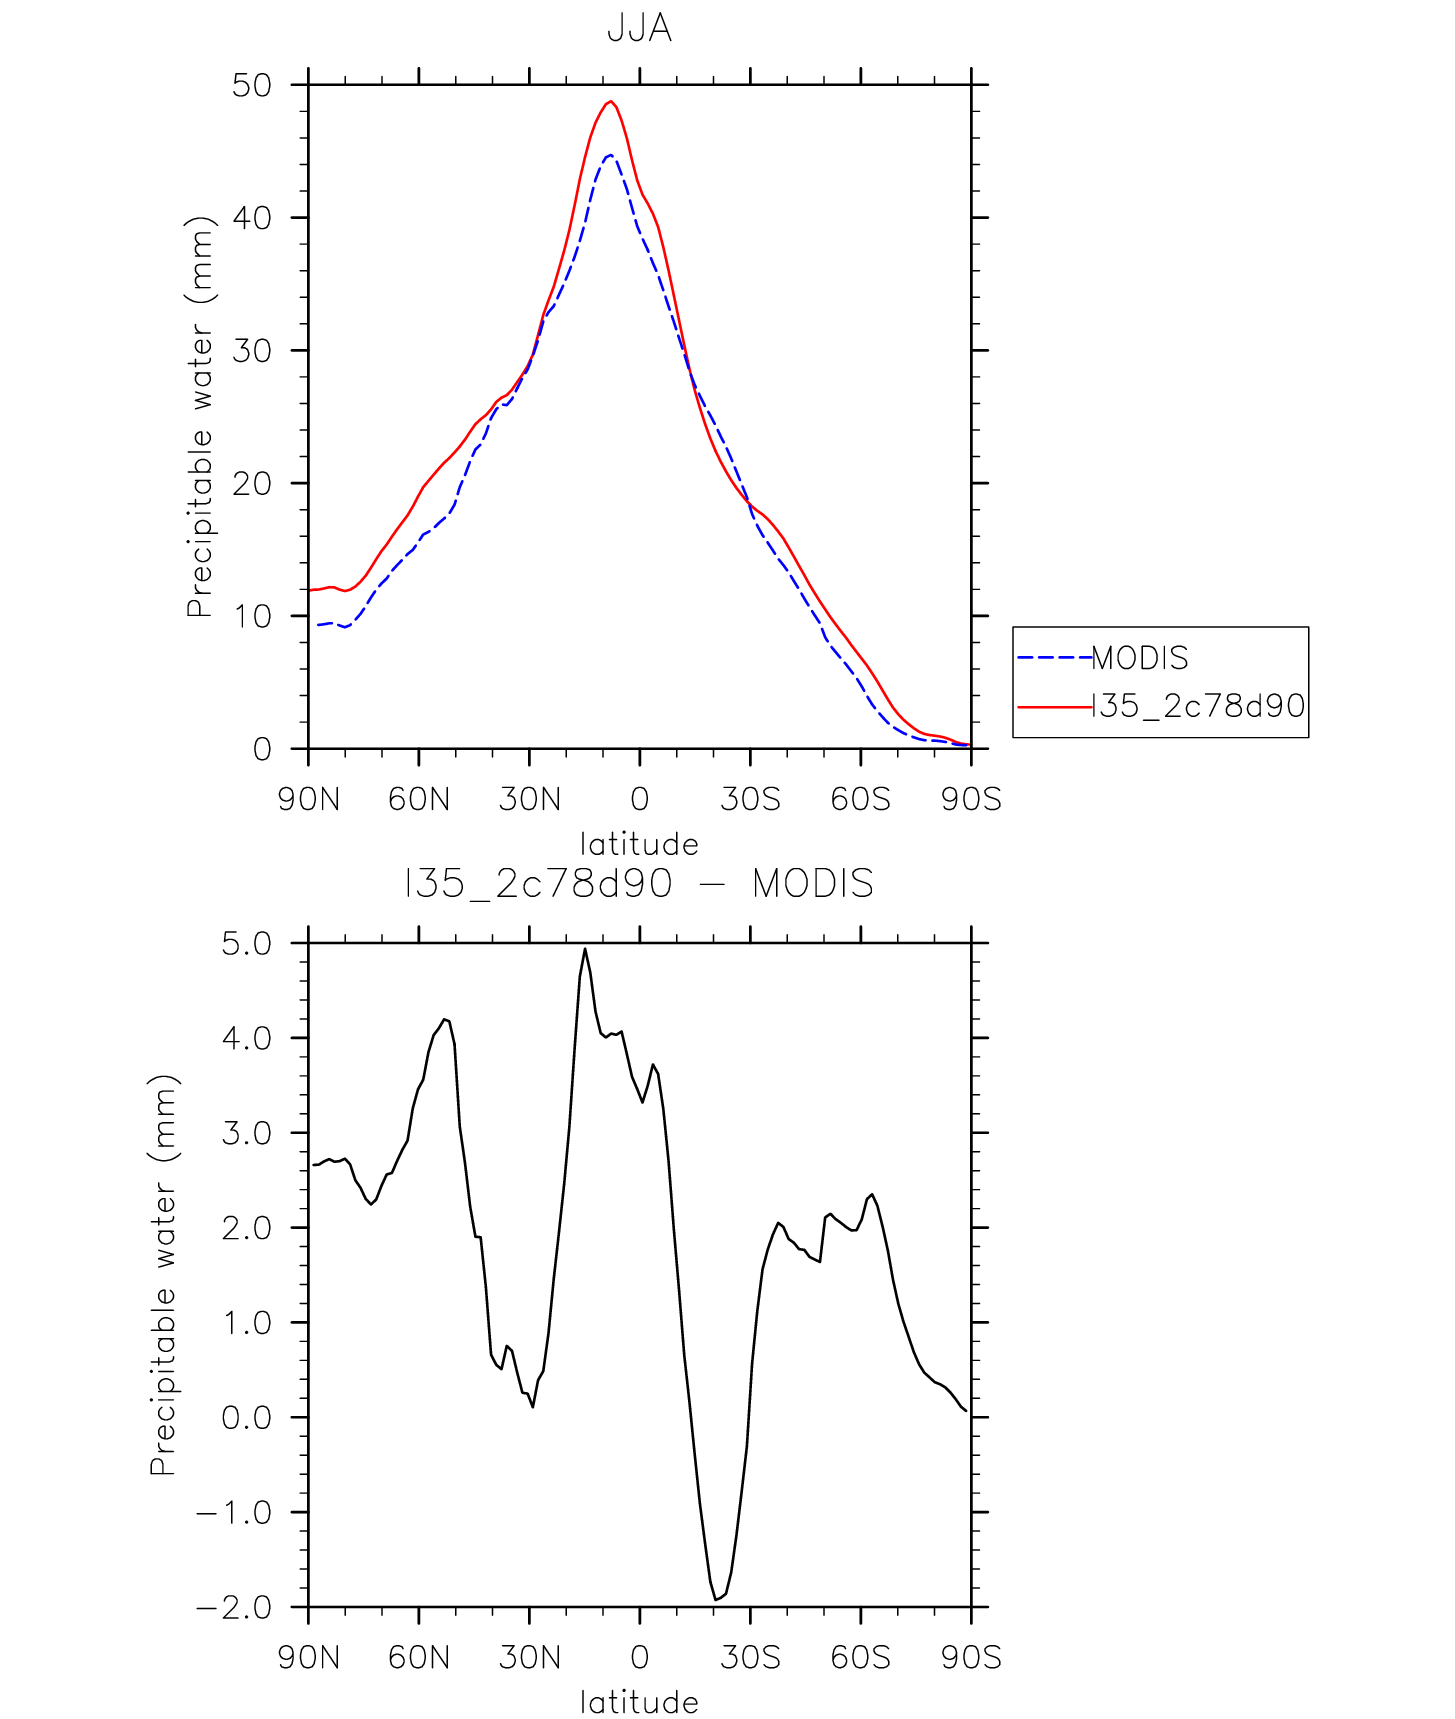 JJA
50
40
30
20
10
0
Precipitable water (mm)
90N 60N 30N 0 30S 60S 90S
latitude
MODIS
I35_2c78d90
I35_2c78d90 − MODIS
5.0
4.0
3.0
2.0
1.0
0.0
−1.0
−2.0
Precipitable water (mm)
90N 60N 30N 0 30S 60S 90S
latitude